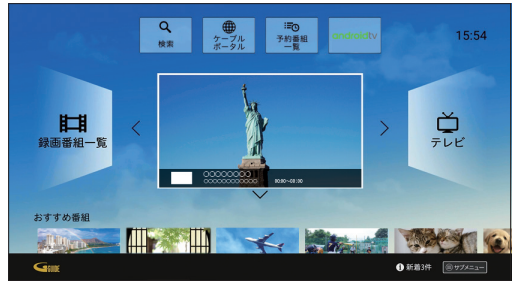 検索
ケーブル
ポータル
予約番組
一覧
androidtv
15:54
録画番組一覧
テレビ
○○○○○○○○
○○○○○○○○○○○○
00:00~00:30
おすすめ番組
GGUIDE
新着3件
サブメニュー